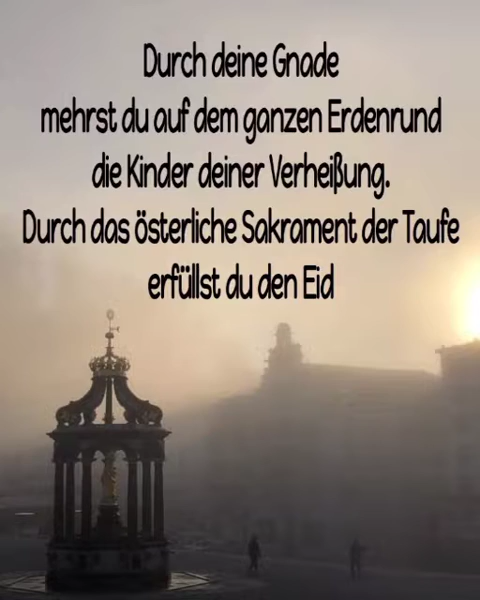 Durch deine Gnade
mehrst du auf dem ganzen Erdenrund
die Kinder deiner Verheißung.
Durch das österliche Sakrament der Taufe
erfüllst du den Eid